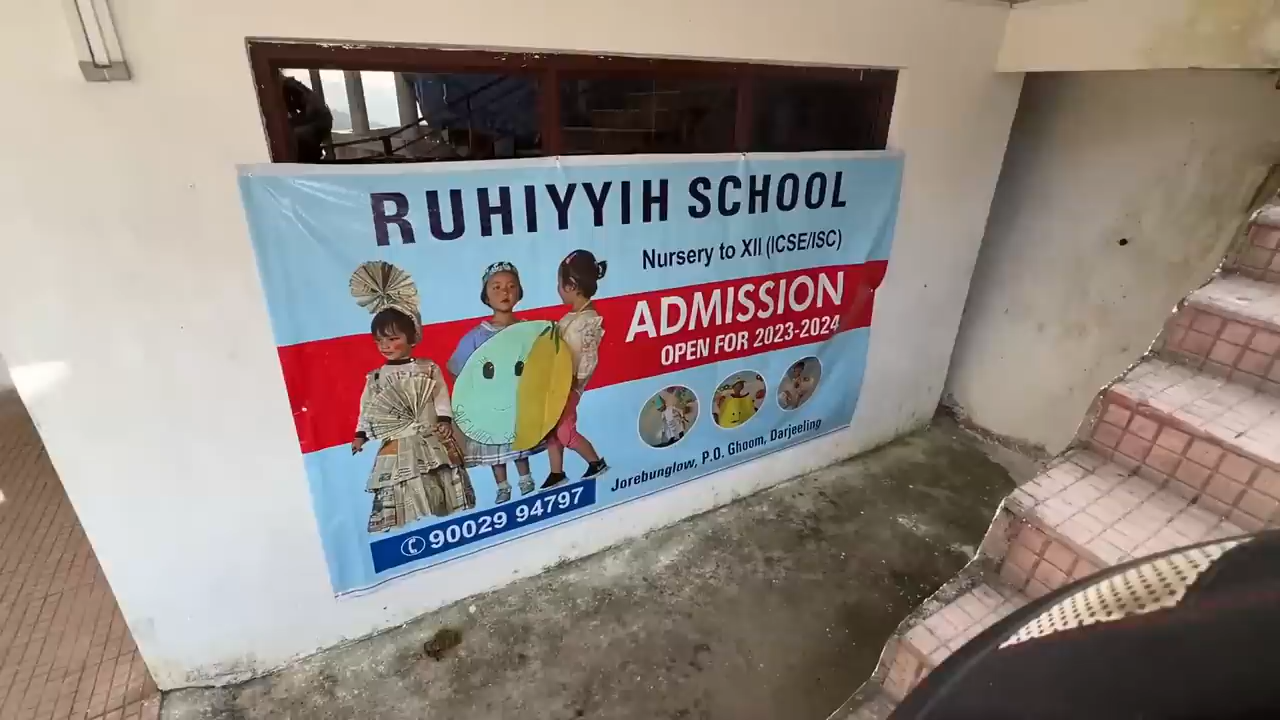 RUHIYYIH SCHOOL
Nursery to XII (ICSE/ISC)
ADMISSION
OPEN FOR 2023-2024
Jorebunglow, P.O. Ghoom, Darjeeling
90029 94797